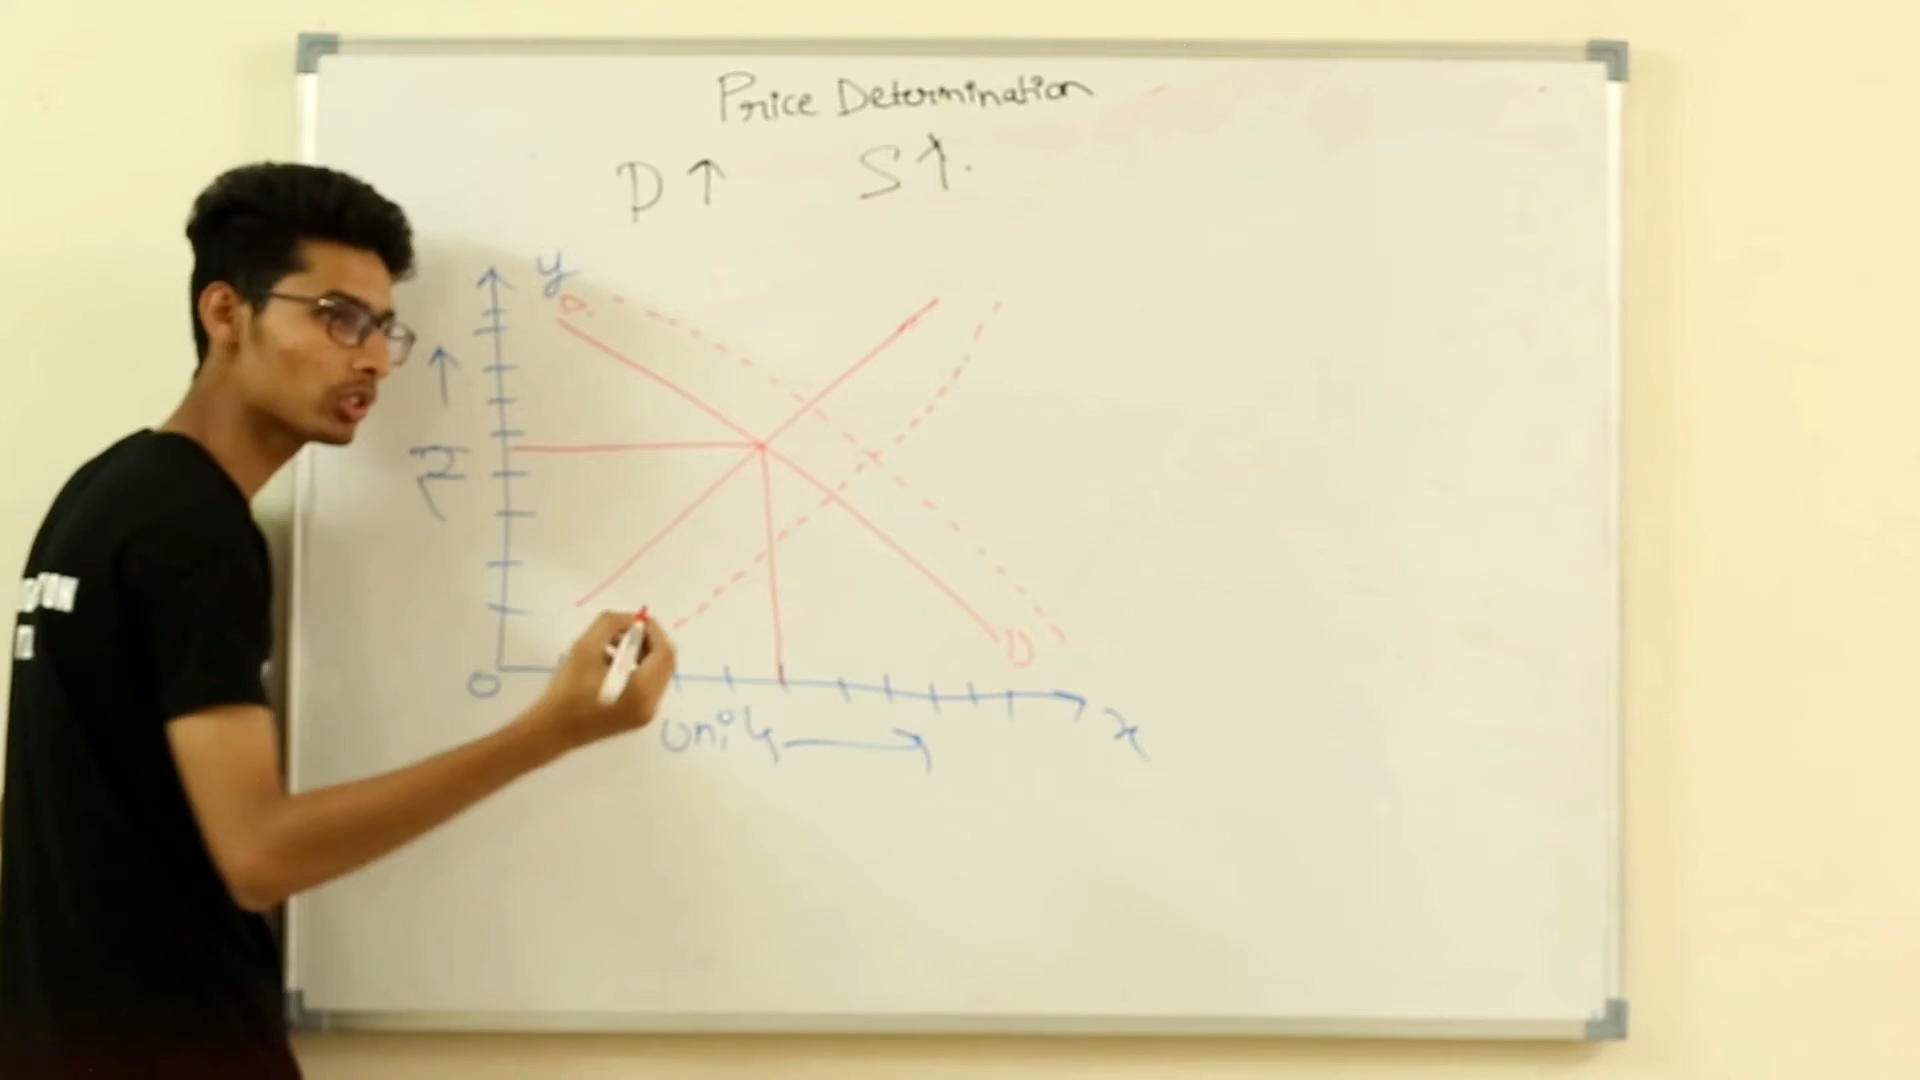 Price Determination
D ↑ S ↑.
y
D
₹
D
O
Units
x